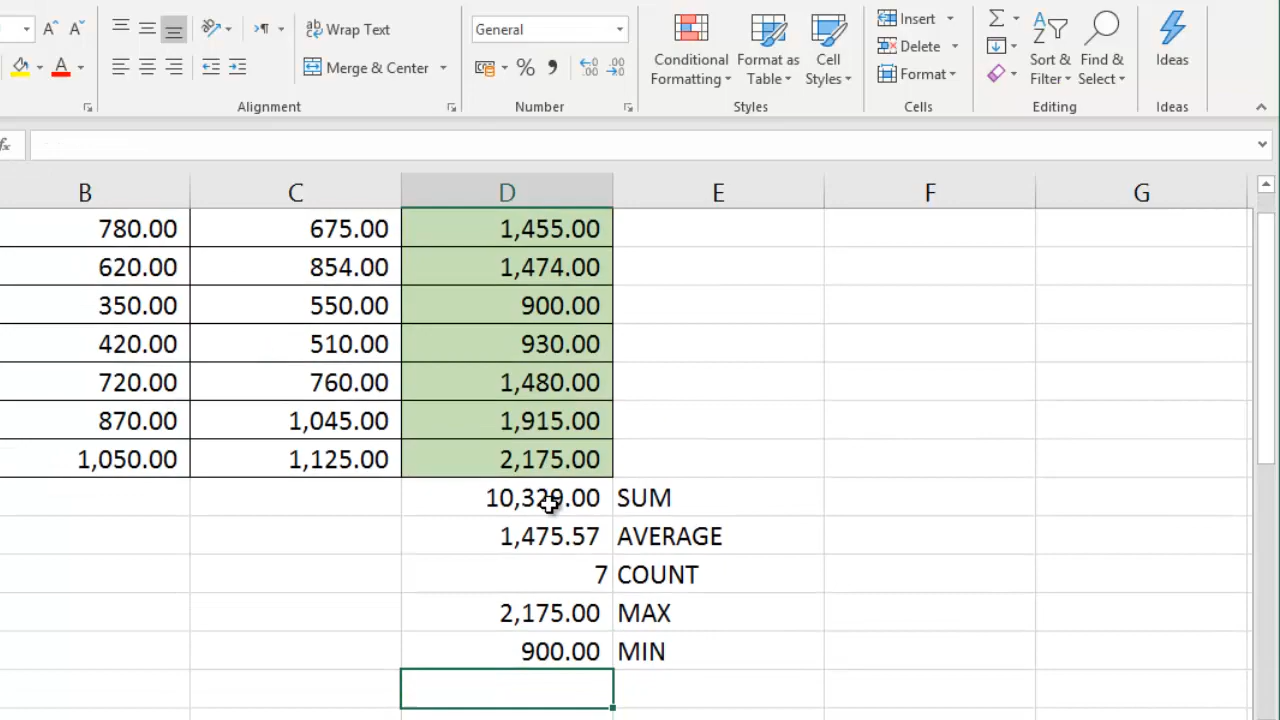 Wrap Text
General
Insert
Delete
Format
Merge & Center
Conditional Formatting
Format as Table
Cell Styles
Sort & Filter
Find & Select
Ideas
Alignment
Number
Styles
Cells
Editing
Ideas
fx
B C D E F G
780.00 675.00 1,455.00
620.00 854.00 1,474.00
350.00 550.00 900.00
420.00 510.00 930.00
720.00 760.00 1,480.00
870.00 1,045.00 1,915.00
1,050.00 1,125.00 2,175.00
10,329.00 SUM
1,475.57 AVERAGE
7 COUNT
2,175.00 MAX
900.00 MIN